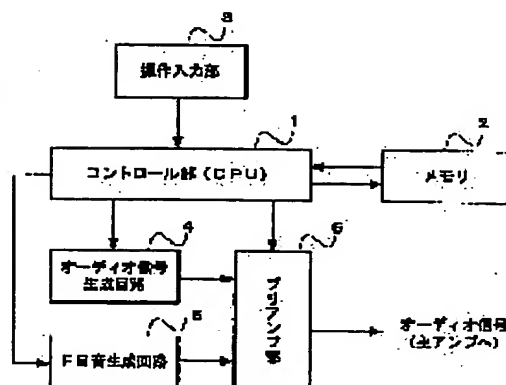 3
操作入力部
1
コントロール部(CPU)
2
メモリ
4
オーディオ信号
生成回路
6
プリアンプ部
オーディオ信号
(主アンプへ)
5
F日音生成回路